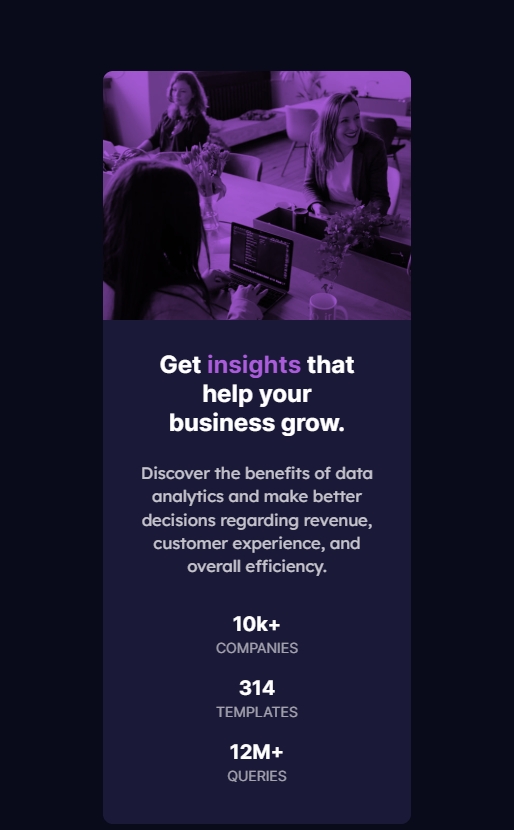 Get insights that
help your
business grow.
Discover the benefits of data
analytics and make better
decisions regarding revenue,
customer experience, and
overall efficiency.
10k+
COMPANIES
314
TEMPLATES
12M+
QUERIES